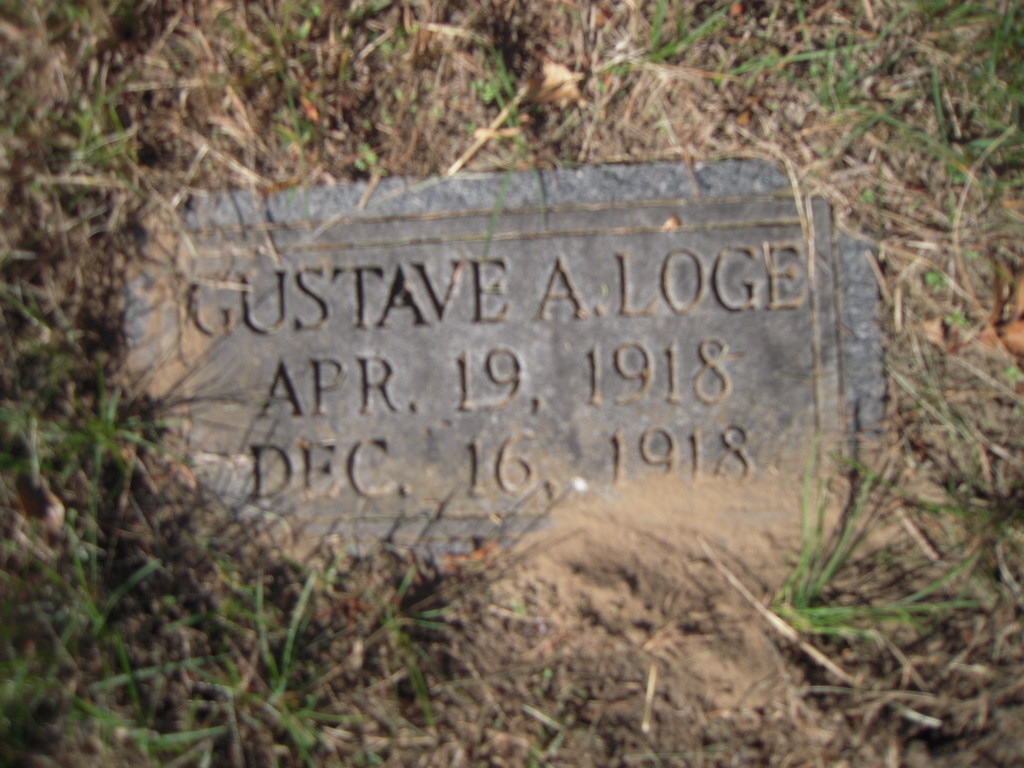 GUSTAVE A. LOGE
APR. 19, 1918
DEC. 16, 1918